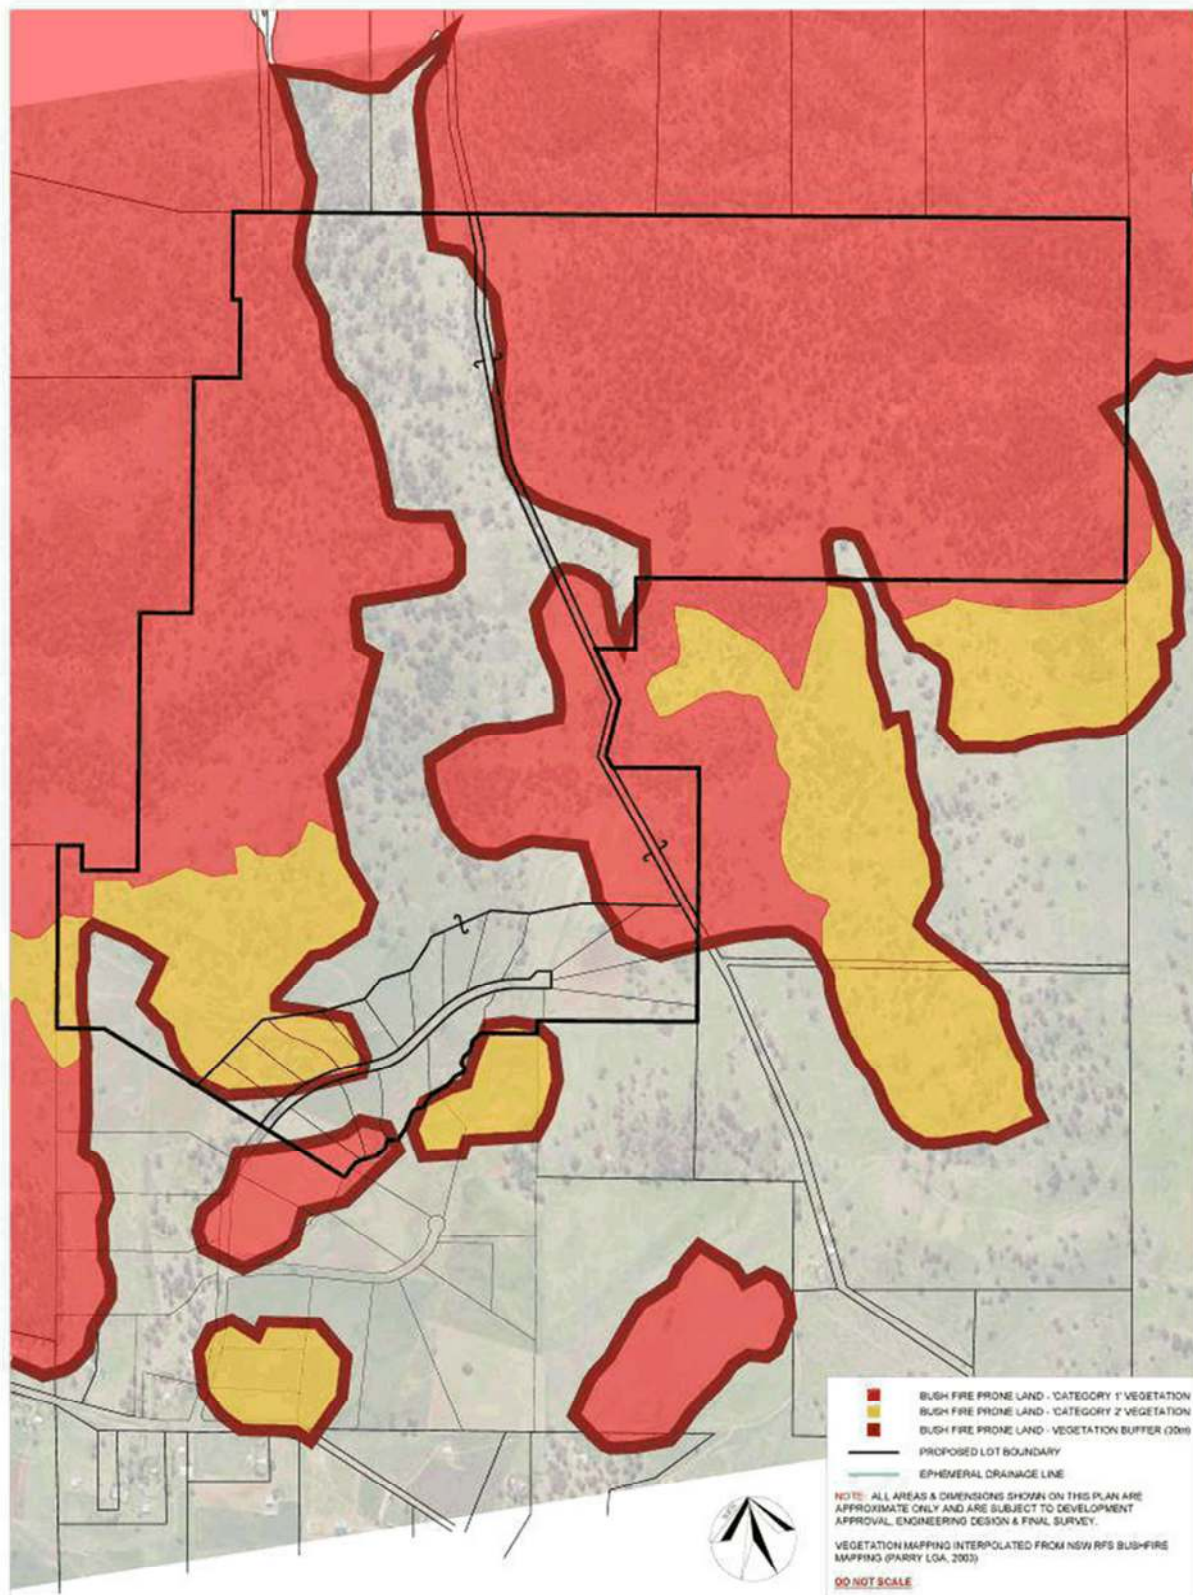 BUSH FIRE PRONE LAND - 'CATEGORY 1' VEGETATION
BUSH FIRE PRONE LAND - 'CATEGORY 2' VEGETATION
BUSH FIRE PRONE LAND - VEGETATION BUFFER (30m)
PROPOSED LOT BOUNDARY
EPHEMERAL DRAINAGE LINE
NOTE: ALL AREAS & DIMENSIONS SHOWN ON THIS PLAN ARE
APPROXIMATE ONLY AND ARE SUBJECT TO DEVELOPMENT
APPROVAL, ENGINEERING DESIGN & FINAL SURVEY.
VEGETATION MAPPING INTERPOLATED FROM NSW RFS BUSHFIRE
MAPPING (PARRY LGA, 2003)
DO NOT SCALE